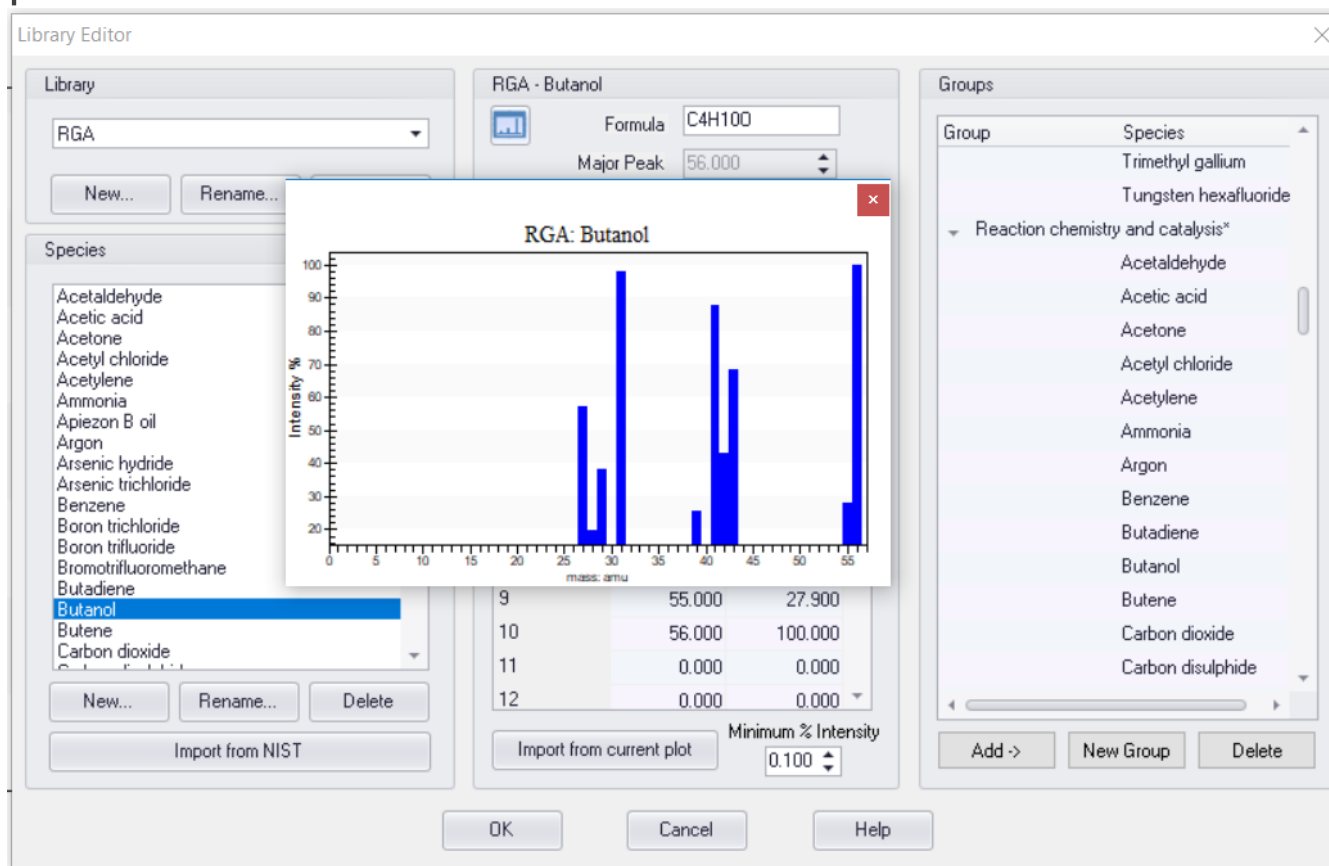 Library Editor
Library
RGA
New...
Rename...
Species
Acetaldehyde
Acetic acid
Acetone
Acetyl chloride
Acetylene
Ammonia
Apiezon B oil
Argon
Arsenic hydride
Arsenic trichloride
Benzene
Boron trichloride
Boron trifluoride
Bromotrifluoromethane
Butadiene
Butanol
Butene
Carbon dioxide
New...
Rename...
Delete
Import from NIST
RGA - Butanol
Formula C4H10O
Major Peak 56.000
RGA: Butanol
Intensity %
100
90
80
70
60
50
40
30
20
0 5 10 15 20 25 30 35 40 45 50 55
mass: amu
9 55.000 27.900
10 56.000 100.000
11 0.000 0.000
12 0.000 0.000
Import from current plot
Minimum % Intensity
0.100
Groups
Group Species
Trimethyl gallium
Tungsten hexafluoride
Reaction chemistry and catalysis*
Acetaldehyde
Acetic acid
Acetone
Acetyl chloride
Acetylene
Ammonia
Argon
Benzene
Butadiene
Butanol
Butene
Carbon dioxide
Carbon disulphide
Add ->
New Group
Delete
OK
Cancel
Help